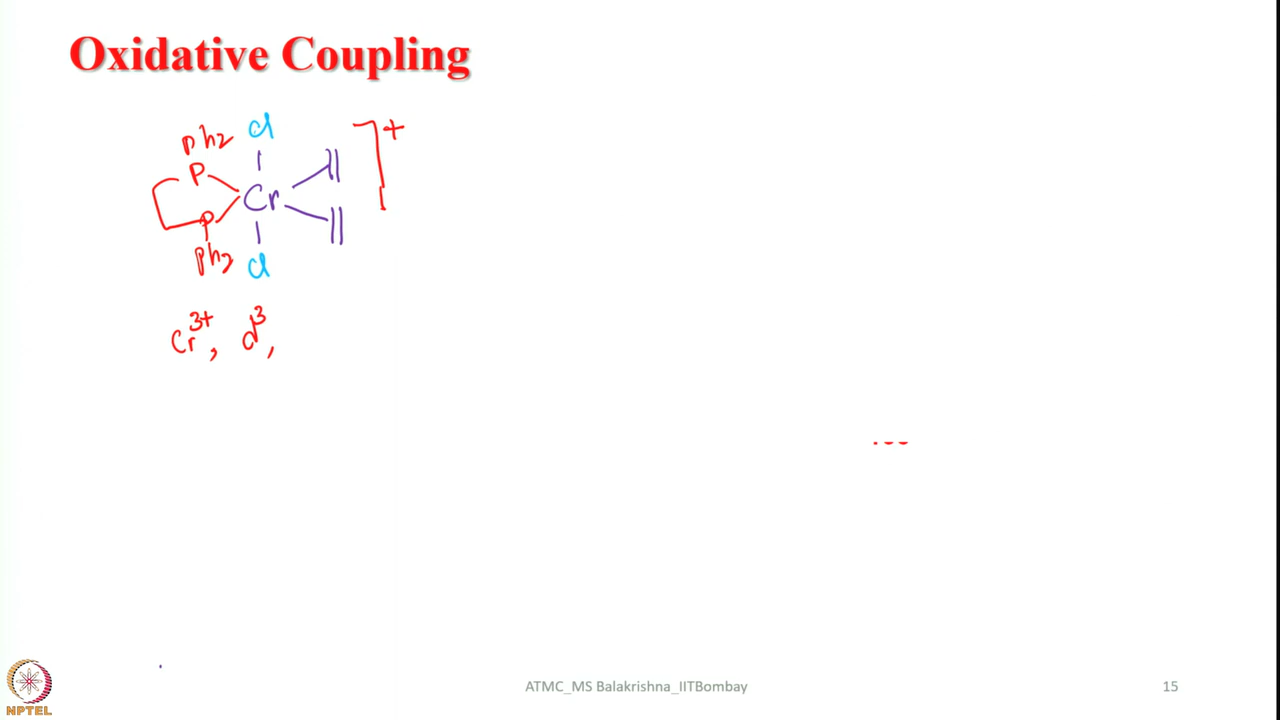 Oxidative Coupling
Ph2 Cl ]+
P
Cr
P
Ph2 Cl
Cr3+, d3,
NPTEL
ATMC_MS Balakrishna_IITBombay
15